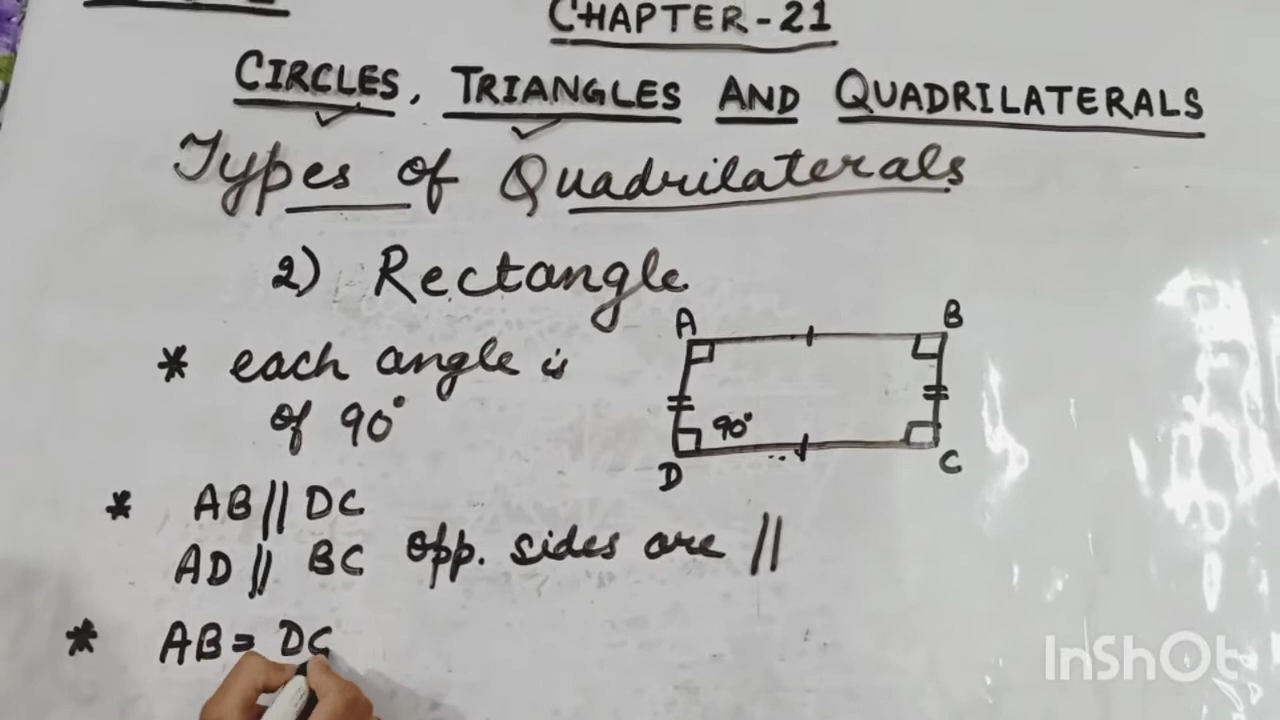 CHAPTER-21
CIRCLES, TRIANGLES AND QUADRILATERALS
Types of Quadrilaterals
2) Rectangle
A
B
* each angle is
of 90°
90°
D
C
* AB || DC
AD || BC opp. sides are ||
* AB = DC
InShOt